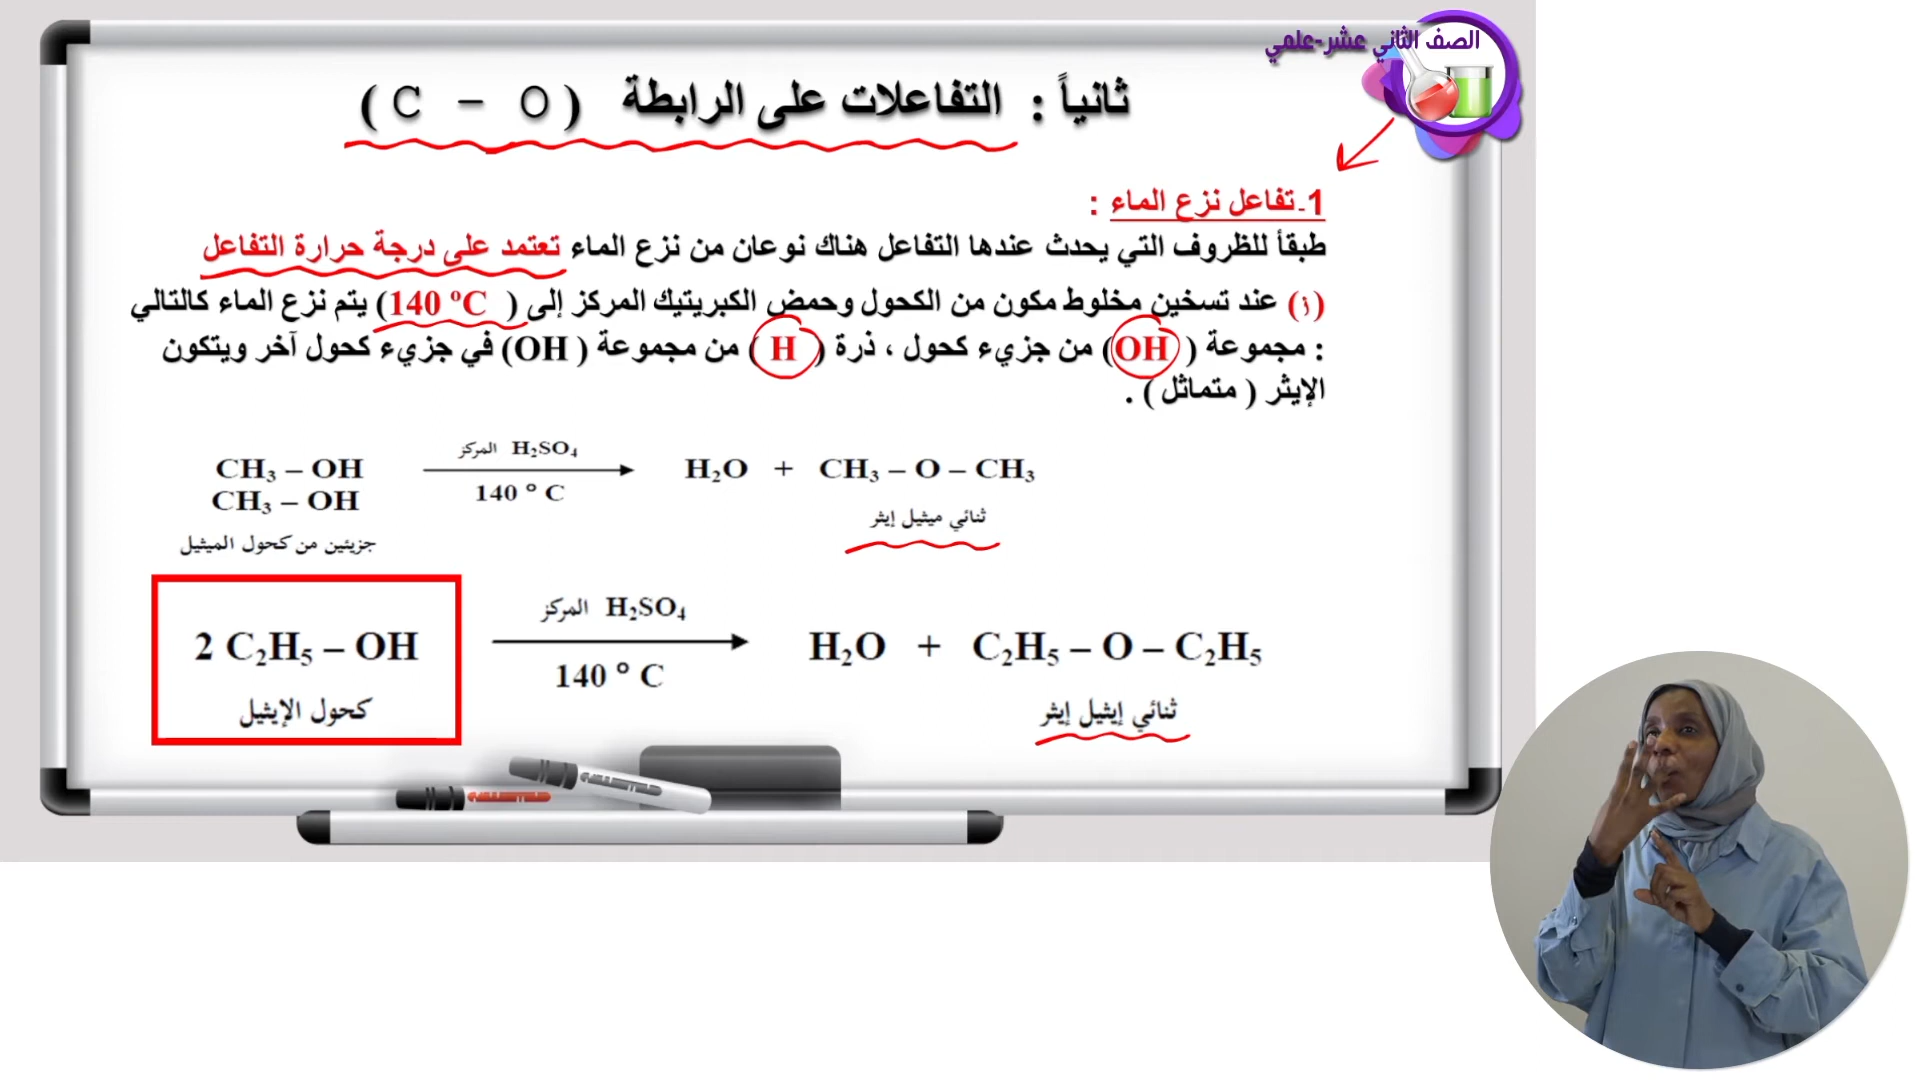 الصف الثاني عشر-علمي
ثانياً : التفاعلات على الرابطة ( C - O )
1- تفاعل نزع الماء :
طبقاً للظروف التي يحدث عندها التفاعل هناك نوعان من نزع الماء تعتمد على درجة حرارة التفاعل
(أ) عند تسخين مخلوط مكون من الكحول وحمض الكبريتيك المركز إلى ( 140 ºC) يتم نزع الماء كالتالي
: مجموعة ( OH) من جزيء كحول ، ذرة ( H ) من مجموعة ( OH) في جزيء كحول آخر ويتكون
الإيثر ( متماثل ) .
المركز H₂SO₄
CH₃ – OH H₂O + CH₃ – O – CH₃
140 ° C
CH₃ – OH
ثنائي ميثيل إيثر
جزيئين من كحول الميثيل
المركز H₂SO₄
2 C₂H₅ – OH H₂O + C₂H₅ – O – C₂H₅
140 ° C
كحول الإيثيل
ثنائي إيثيل إيثر